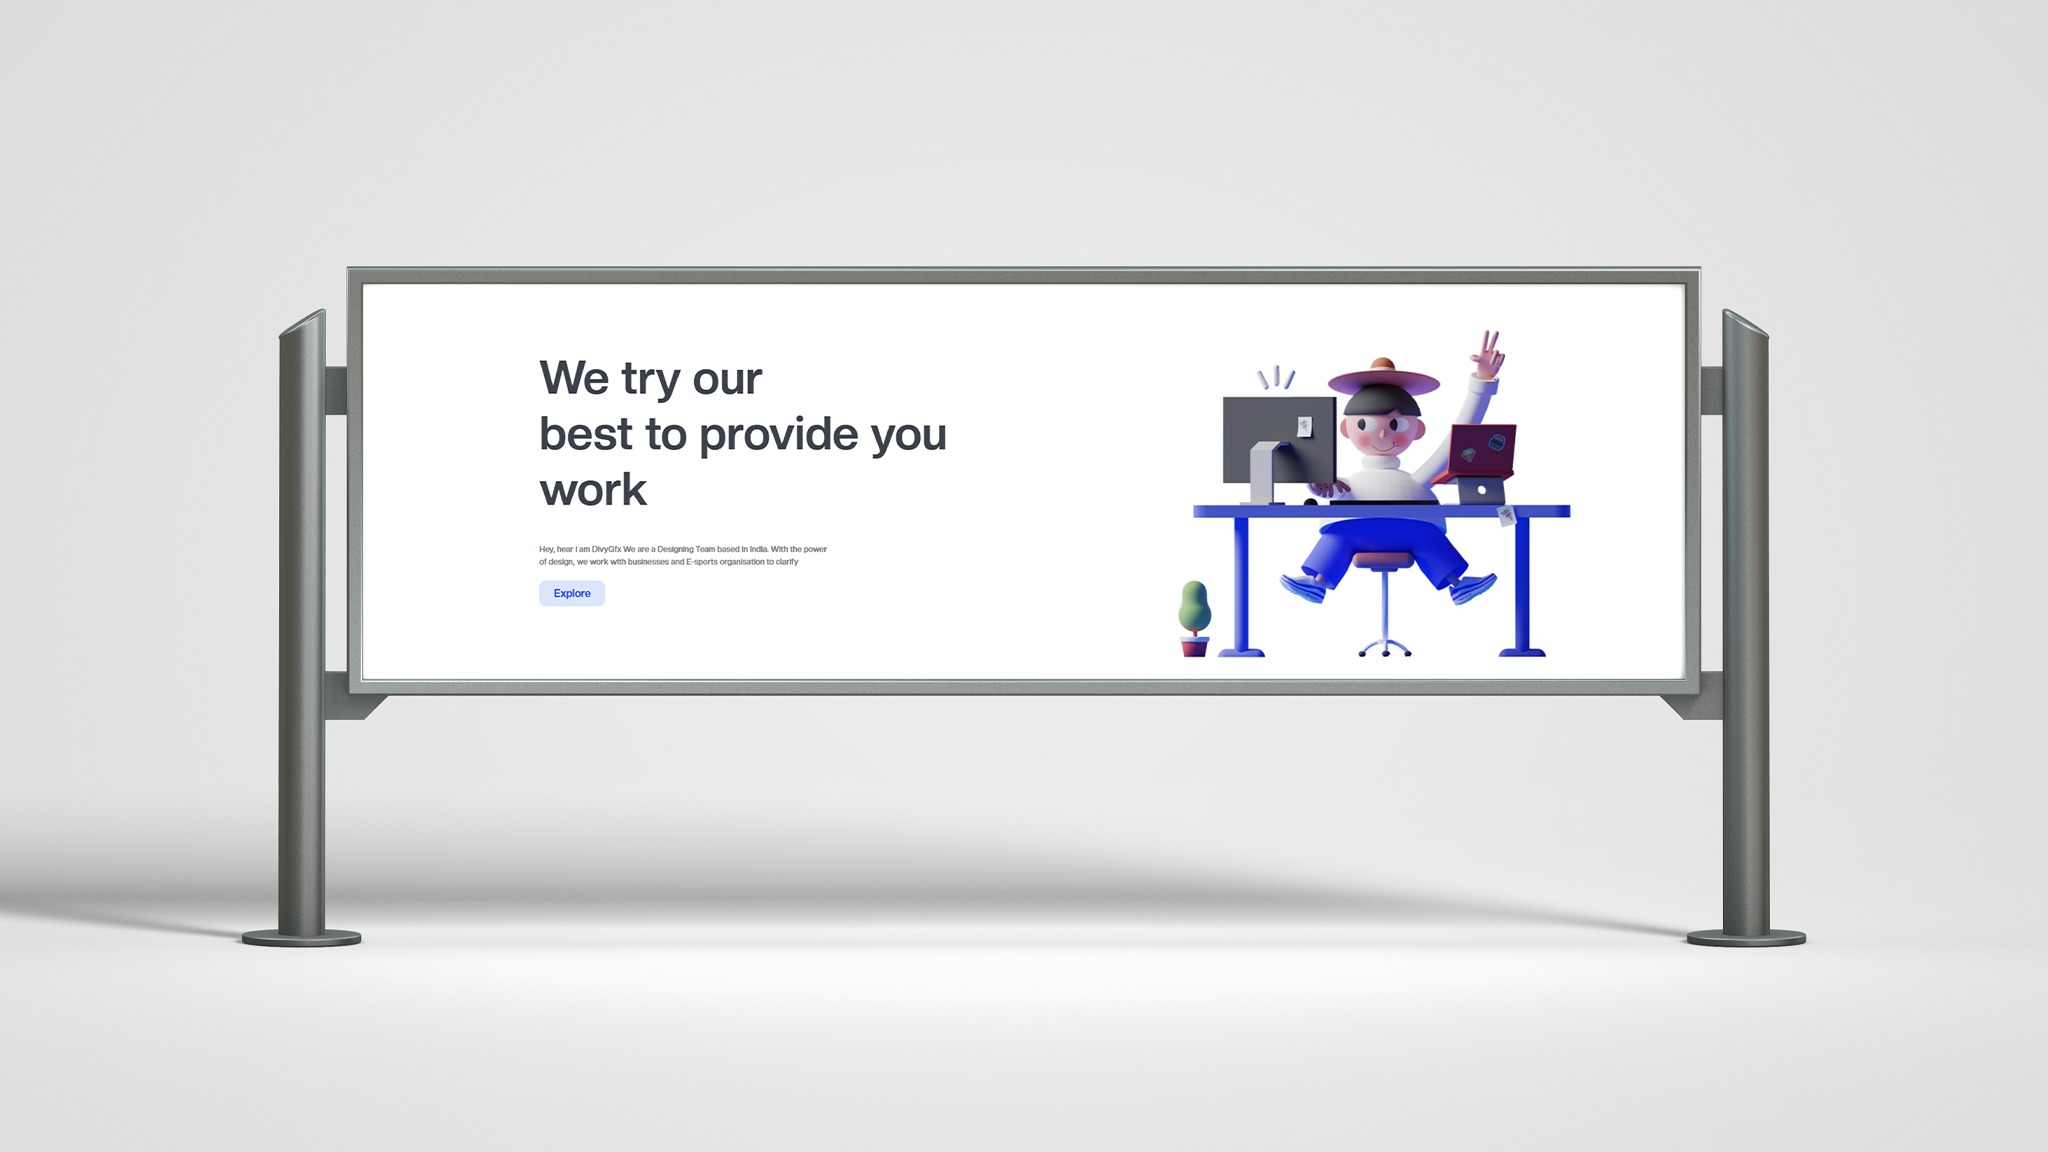 We try our
best to provide you
work
Hey, hear I am DivyGfx We are a Designing Team based in India. With the power
of design, we work with businesses and E-sports organisation to clarify
Explore